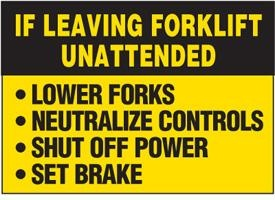 IF LEAVING FORKLIFT
UNATTENDED
• LOWER FORKS
• NEUTRALIZE CONTROLS
• SHUT OFF POWER
• SET BRAKE